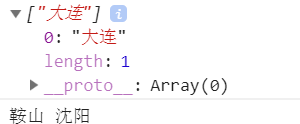 ▼ ["大连"] i
0: "大连"
length: 1
▶ __proto__: Array(0)
鞍山 沈阳